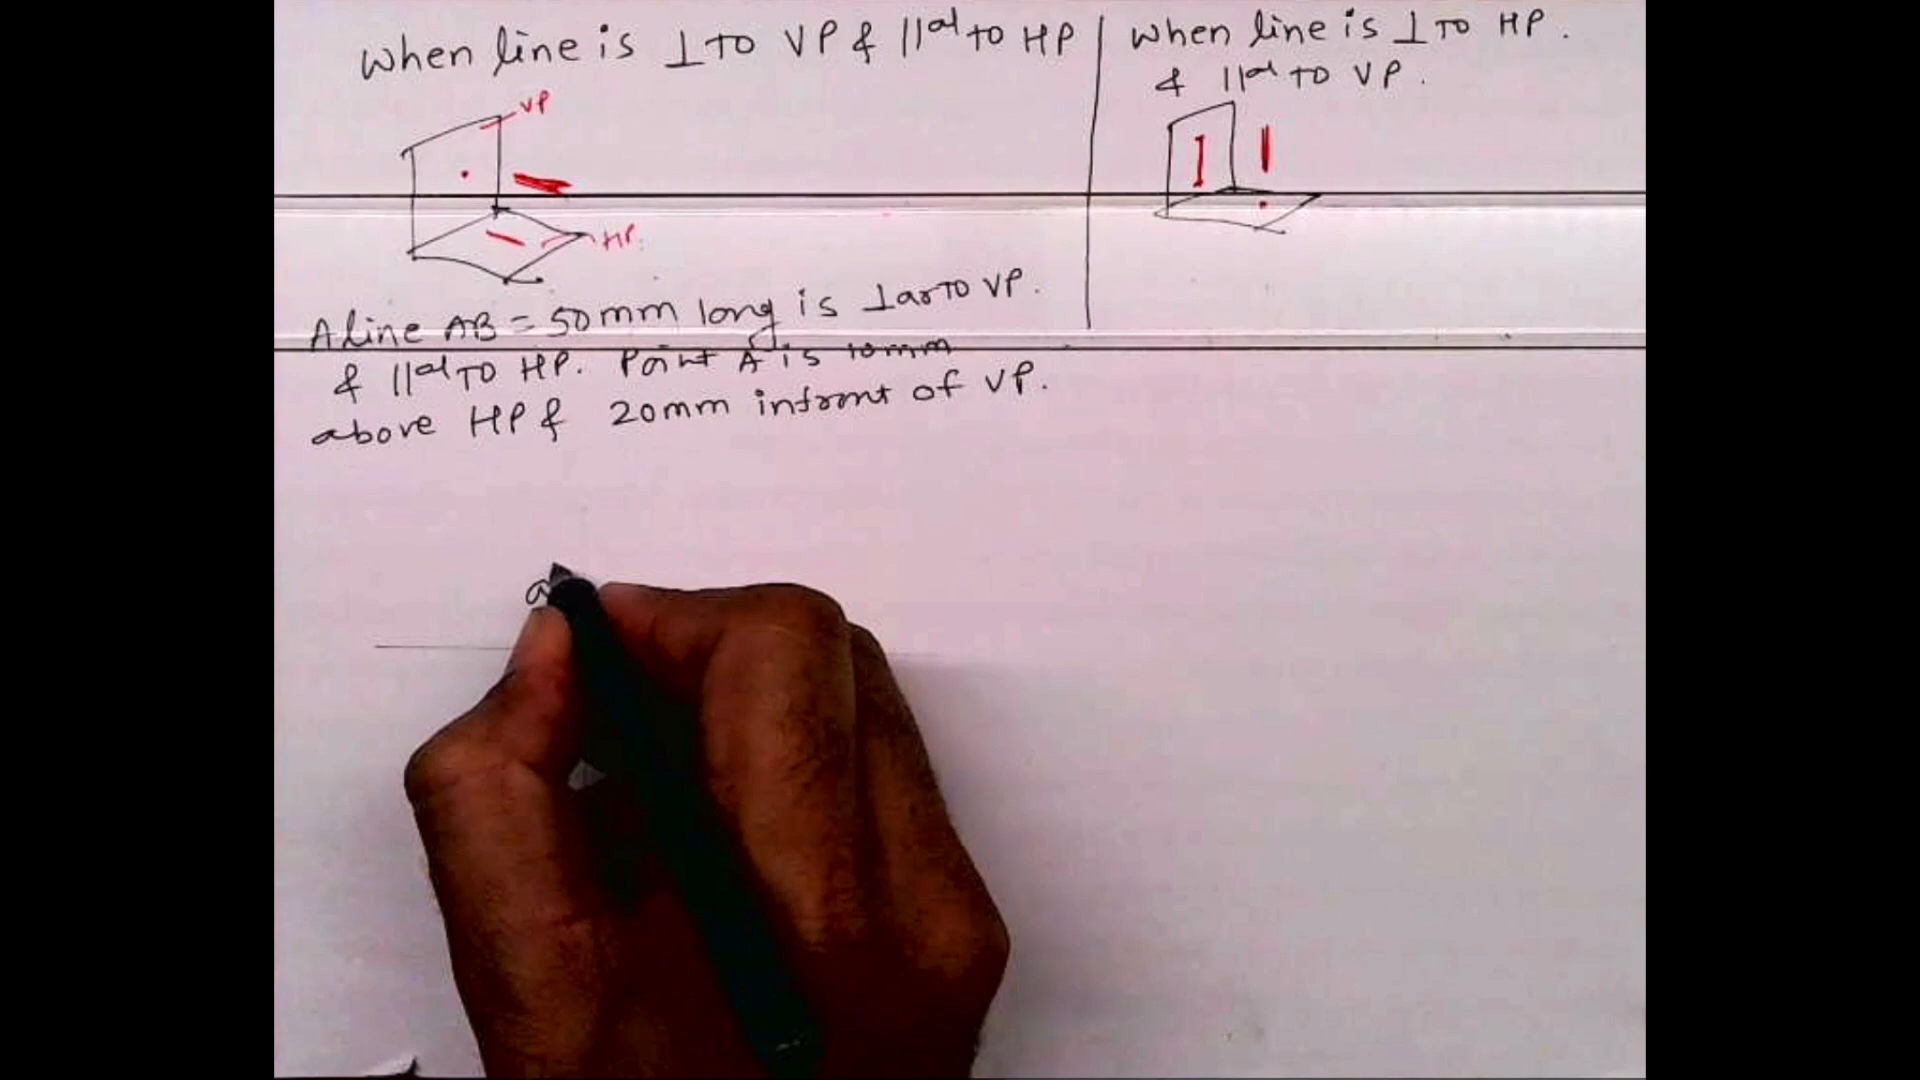 When line is ⊥ TO VP & ||al to HP
When line is ⊥ TO HP.
& ||al TO VP.
VP
HP.
A line AB = 50mm long is ⊥ar TO VP.
& ||al TO HP. Point A is 10mm
above HP & 20mm infront of VP.
a